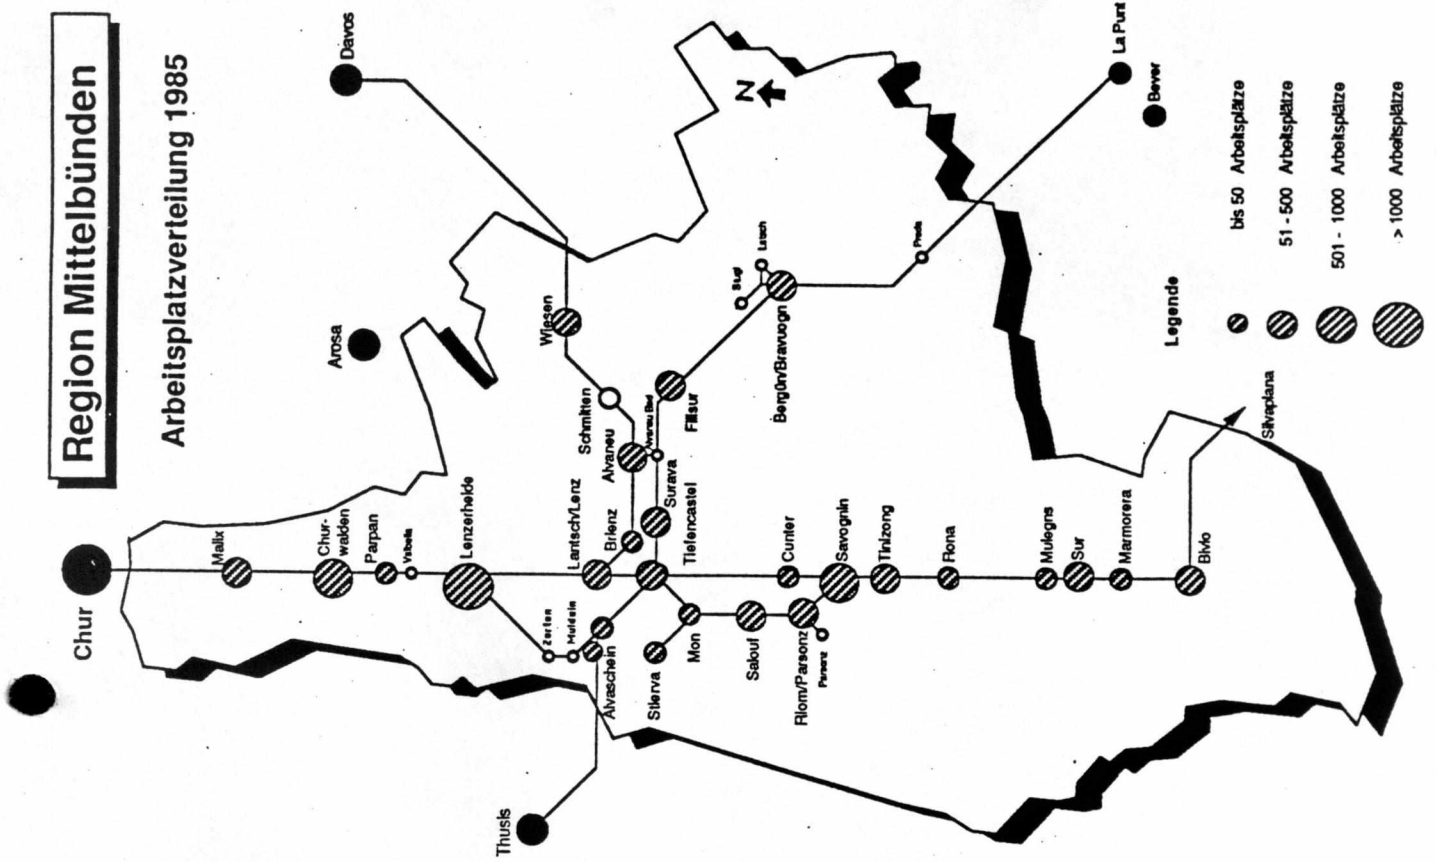 Region Mittelbünden
Arbeitsplatzverteilung 1985
Davos
Arosa
Chur
Thusis
La Punt
Bever
N
Malix
Chur-
walden
Parpan
Valbella
Lenzerheide
Zorten
Muldain
Alvaschein
Lantsch/Lenz
Brienz
Alvaneu
Schmitten
Wiesen
Alvaneu Bad
Surava
Tiefencastel
Filisur
Stugl
Latsch
Bergün/Bravuogn
Preda
Stierva
Mon
Salouf
Riom/Parsonz
Parsonz
Cunter
Savognin
Tinizong
Rona
Mulegns
Sur
Marmorera
Bivio
Silvaplana
Legende
bis 50 Arbeitsplätze
51 - 500 Arbeitsplätze
501 - 1000 Arbeitsplätze
> 1000 Arbeitsplätze